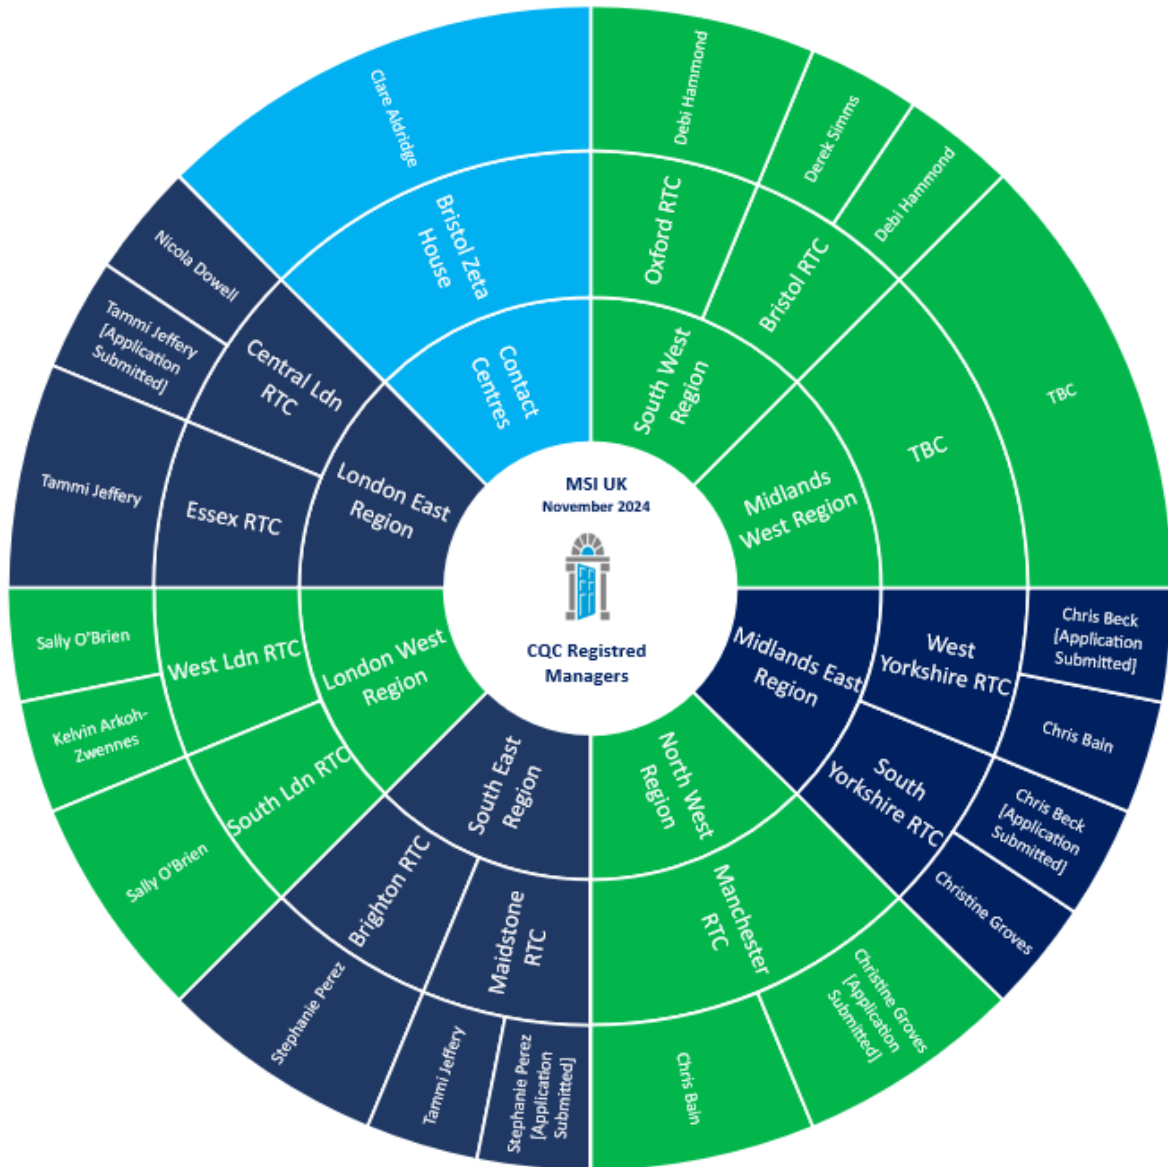 MSI UK
November 2024
CQC Registred
Managers
South West
Region
Oxford RTC
Debi Hammond
Bristol RTC
Derek Simms
Debi Hammond
Midlands
West Region
TBC
TBC
Midlands East
Region
West
Yorkshire RTC
Chris Beck
[Application
Submitted]
Chris Bain
South
Yorkshire RTC
Chris Beck
[Application
Submitted]
Christine Groves
North West
Region
Manchester
RTC
Christine Groves
[Application
Submitted]
Chris Bain
South East
Region
Maidstone
RTC
Stephanie Perez
[Application
Submitted]
Tammi Jeffery
Brighton RTC
Stephanie Perez
London West
Region
South Ldn RTC
Sally O'Brien
West Ldn RTC
Kelvin Arkoh-
Zwennes
Sally O'Brien
London East
Region
Essex RTC
Tammi Jeffery
Central Ldn
RTC
Tammi Jeffery
[Application
Submitted]
Nicola Dowell
Contact
Centres
Bristol Zeta
House
Clare Aldridge